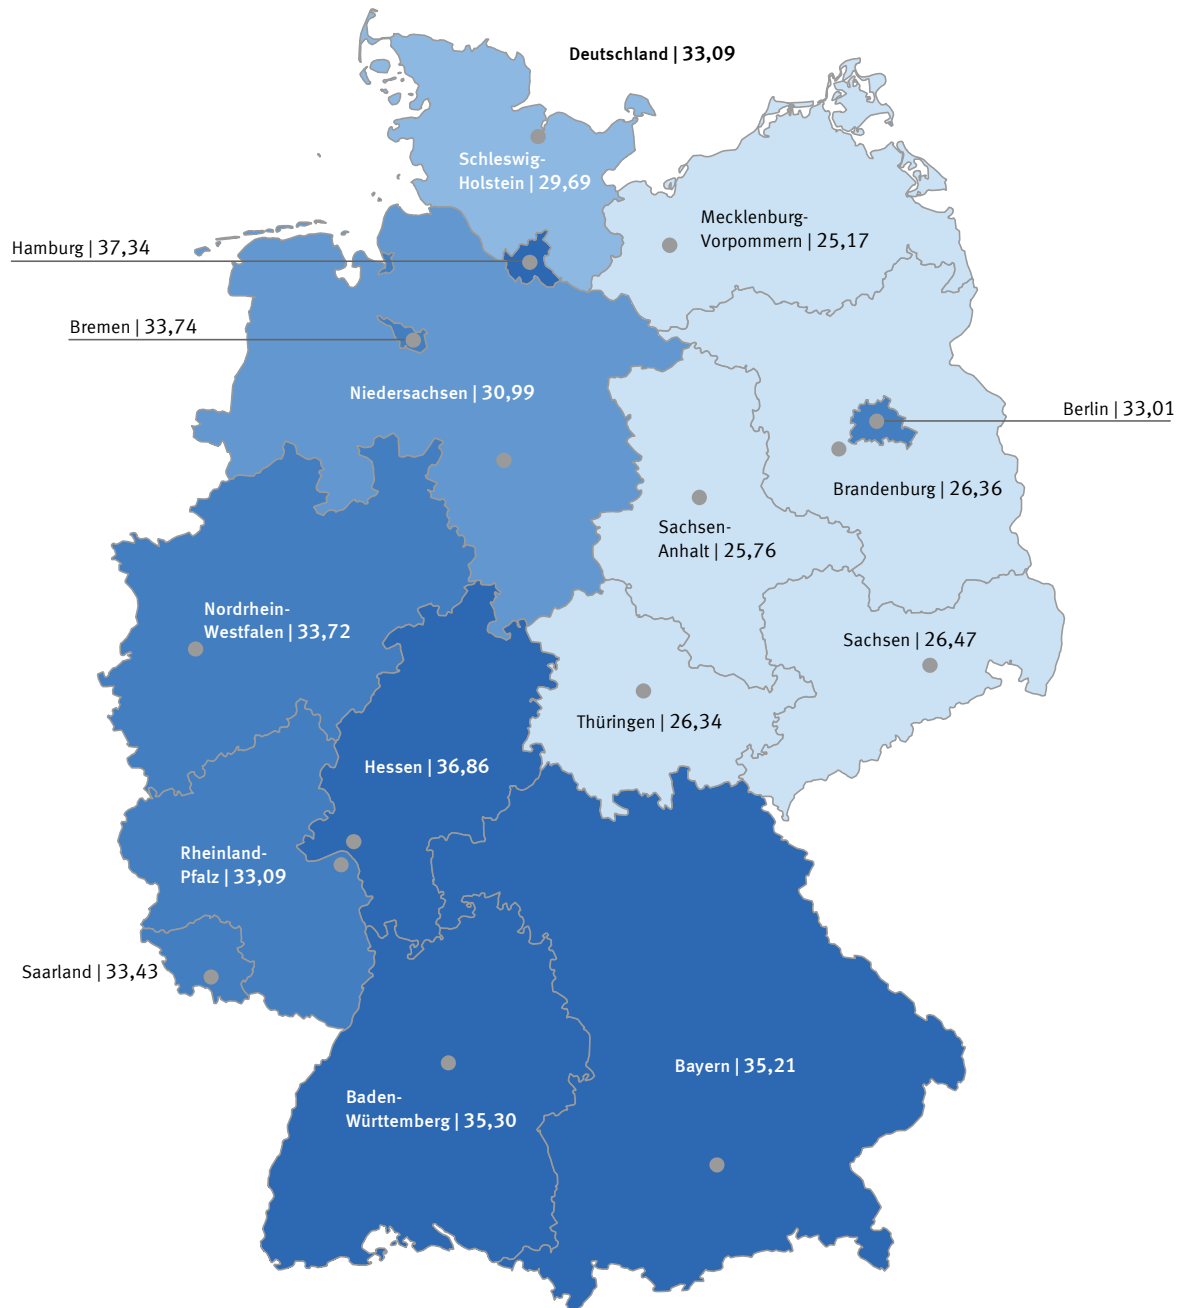 Deutschland | 33,09
Schleswig-
Holstein | 29,69
Mecklenburg-
Vorpommern | 25,17
Hamburg | 37,34
Bremen | 33,74
Niedersachsen | 30,99
Berlin | 33,01
Brandenburg | 26,36
Sachsen-
Anhalt | 25,76
Nordrhein-
Westfalen | 33,72
Sachsen | 26,47
Thüringen | 26,34
Hessen | 36,86
Rheinland-
Pfalz | 33,09
Saarland | 33,43
Bayern | 35,21
Baden-
Württemberg | 35,30